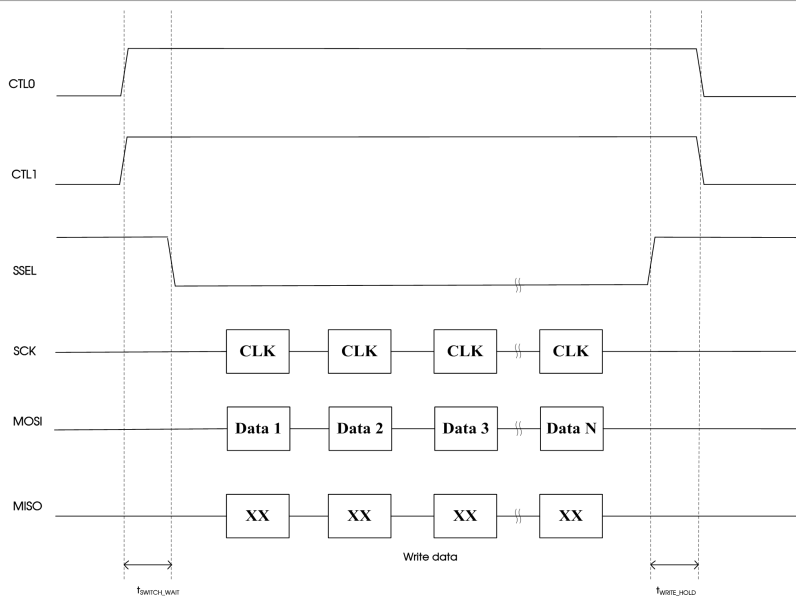 CTL0
CTL1
SSEL
SCK CLK CLK CLK CLK
MOSI Data 1 Data 2 Data 3 Data N
MISO XX XX XX XX
Write data
tSWITCH_WAIT tWRITE_HOLD